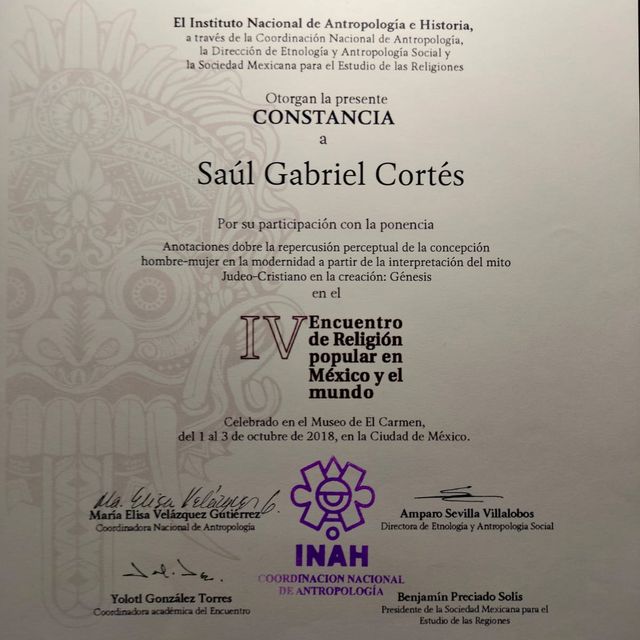 El Instituto Nacional de Antropología e Historia,
a través de la Coordinación Nacional de Antropología,
la Dirección de Etnología y Antropología Social y
la Sociedad Mexicana para el Estudio de las Religiones
Otorgan la presente
CONSTANCIA
a
Saúl Gabriel Cortés
Por su participación con la ponencia
Anotaciones dobre la repercusión perceptual de la concepción
hombre-mujer en la modernidad a partir de la interpretación del mito
Judeo-Cristiano en la creación: Génesis
en el
IV Encuentro
de Religión
popular en
México y el
mundo
Celebrado en el Museo de El Carmen,
del 1 al 3 de octubre de 2018, en la Ciudad de México.
Ma. Elisa Velázquez G.
María Elisa Velázquez Gutiérrez
Coordinadora Nacional de Antropología
Amparo Sevilla Villalobos
Directora de Etnología y Antropologia Social
INAH
COORDINACION NACIONAL
DE ANTROPOLOGÍA
Yolotl González Torres
Coordinadora académica del Encuentro
Benjamín Preciado Solís
Presidente de la Sociedad Mexicana para el
Estudio de las Regiones